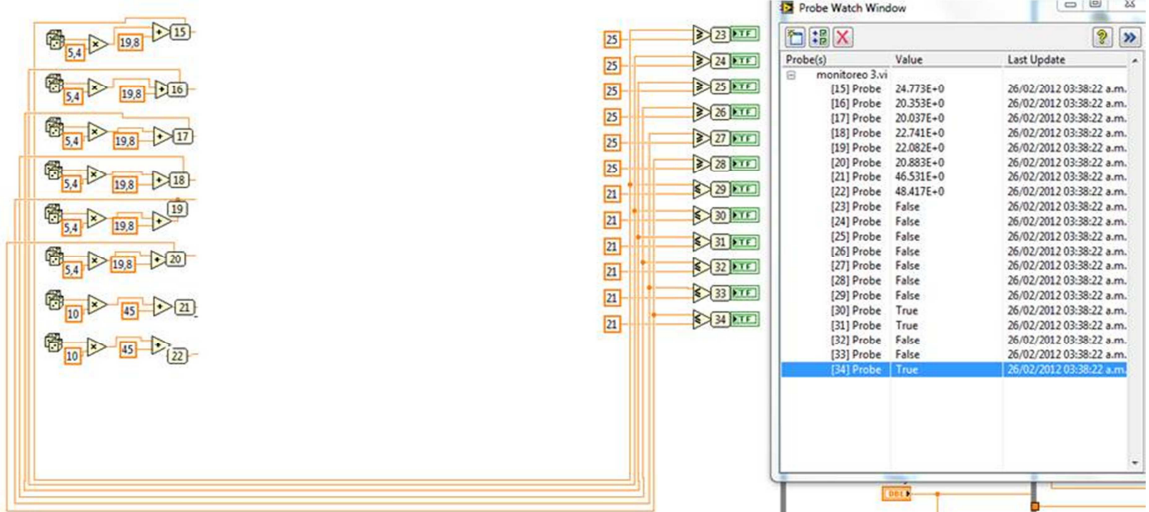 5,4 19,8 15
5,4 19,8 16
5,4 19,8 17
5,4 19,8 18
5,4 19,8 19
5,4 19,8 20
10 45 21
10 45 22
25 23 TF
25 24 TF
25 25 TF
25 26 TF
25 27 TF
25 28 TF
21 29 TF
21 30 TF
21 31 TF
21 32 TF
21 33 TF
21 34 TF
Probe Watch Window
Probe(s) Value Last Update
monitoreo 3.vi
[15] Probe 24.773E+0 26/02/2012 03:38:22 a.m.
[16] Probe 20.353E+0 26/02/2012 03:38:22 a.m.
[17] Probe 20.037E+0 26/02/2012 03:38:22 a.m.
[18] Probe 22.741E+0 26/02/2012 03:38:22 a.m.
[19] Probe 22.082E+0 26/02/2012 03:38:22 a.m.
[20] Probe 20.883E+0 26/02/2012 03:38:22 a.m.
[21] Probe 46.531E+0 26/02/2012 03:38:22 a.m.
[22] Probe 48.417E+0 26/02/2012 03:38:22 a.m.
[23] Probe False 26/02/2012 03:38:22 a.m.
[24] Probe False 26/02/2012 03:38:22 a.m.
[25] Probe False 26/02/2012 03:38:22 a.m.
[26] Probe False 26/02/2012 03:38:22 a.m.
[27] Probe False 26/02/2012 03:38:22 a.m.
[28] Probe False 26/02/2012 03:38:22 a.m.
[29] Probe False 26/02/2012 03:38:22 a.m.
[30] Probe True 26/02/2012 03:38:22 a.m.
[31] Probe True 26/02/2012 03:38:22 a.m.
[32] Probe False 26/02/2012 03:38:22 a.m.
[33] Probe False 26/02/2012 03:38:22 a.m.
[34] Probe True 26/02/2012 03:38:22 a.m.
DBL